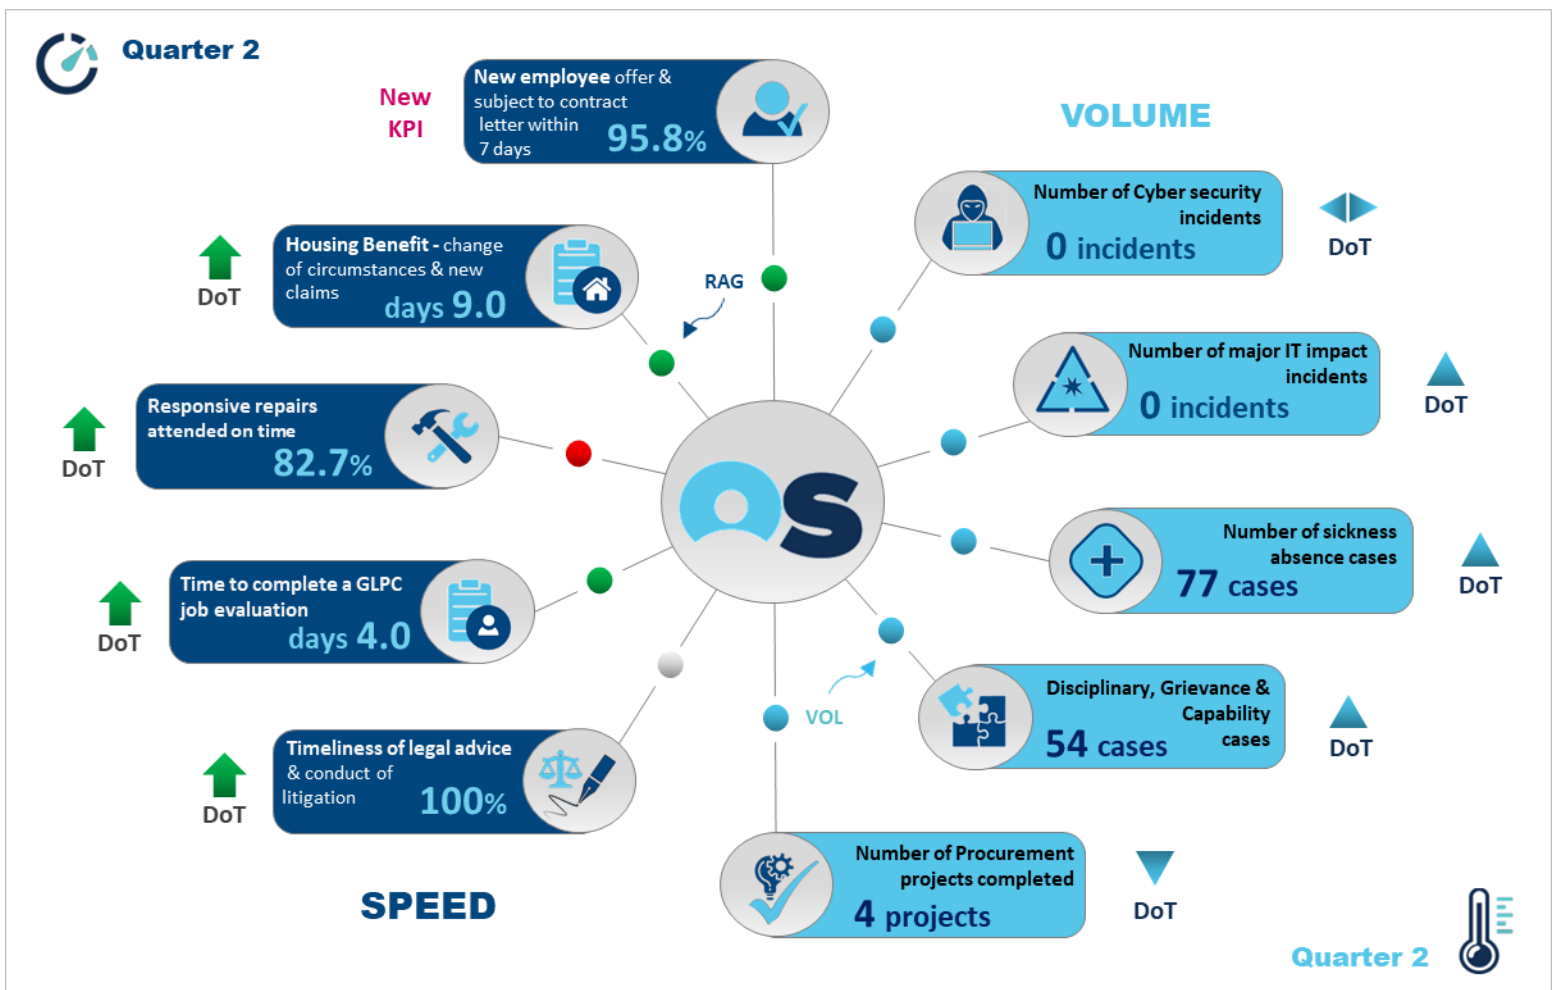 Quarter 2
New
KPI
New employee offer &
subject to contract
letter within
7 days
95.8%
Housing Benefit - change
of circumstances & new
claims
days 9.0
DoT
RAG
Responsive repairs
attended on time
82.7%
DoT
Time to complete a GLPC
job evaluation
days 4.0
DoT
Timeliness of legal advice
& conduct of
litigation
100%
DoT
SPEED
OS
VOLUME
Number of Cyber security
incidents
0 incidents
DoT
Number of major IT impact
incidents
0 incidents
DoT
Number of sickness
absence cases
77 cases
DoT
Disciplinary, Grievance &
Capability
cases
54 cases
DoT
VOL
Number of Procurement
projects completed
4 projects
DoT
Quarter 2